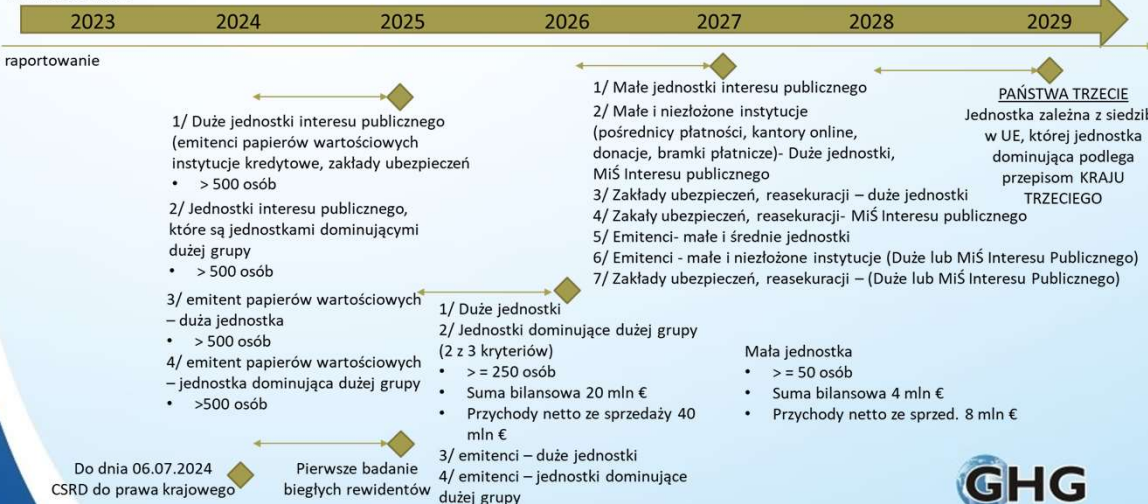 2023 2024 2025 2026 2027 2028 2029
raportowanie
1/ Duże jednostki interesu publicznego
(emitenci papierów wartościowych
instytucje kredytowe, zakłady ubezpieczeń
• > 500 osób
2/ Jednostki interesu publicznego,
które są jednostkami dominującymi
dużej grupy
• > 500 osób
3/ emitent papierów wartościowych
– duża jednostka
• > 500 osób
4/ emitent papierów wartościowych
– jednostka dominująca dużej grupy
• >500 osób
Do dnia 06.07.2024
CSRD do prawa krajowego
Pierwsze badanie
biegłych rewidentów
1/ Duże jednostki
2/ Jednostki dominujące dużej grupy
(2 z 3 kryteriów)
• > = 250 osób
• Suma bilansowa 20 mln €
• Przychody netto ze sprzedaży 40
mln €
3/ emitenci – duże jednostki
4/ emitenci – jednostki dominujące
dużej grupy
1/ Małe jednostki interesu publicznego
2/ Małe i niezłożone instytucje
(pośrednicy płatności, kantory online,
donacje, bramki płatnicze)- Duże jednostki,
MiŚ Interesu publicznego
3/ Zakłady ubezpieczeń, reasekuracji – duże jednostki
4/ Zakały ubezpieczeń, reasekuracji- MiŚ Interesu publicznego
5/ Emitenci- małe i średnie jednostki
6/ Emitenci - małe i niezłożone instytucje (Duże lub MiŚ Interesu Publicznego)
7/ Zakłady ubezpieczeń, reasekuracji – (Duże lub MiŚ Interesu Publicznego)
Mała jednostka
• > = 50 osób
• Suma bilansowa 4 mln €
• Przychody netto ze sprzed. 8 mln €
PAŃSTWA TRZECIE
Jednostka zależna z siedzib
w UE, której jednostka
dominująca podlega
przepisom KRAJU
TRZECIEGO
GHG